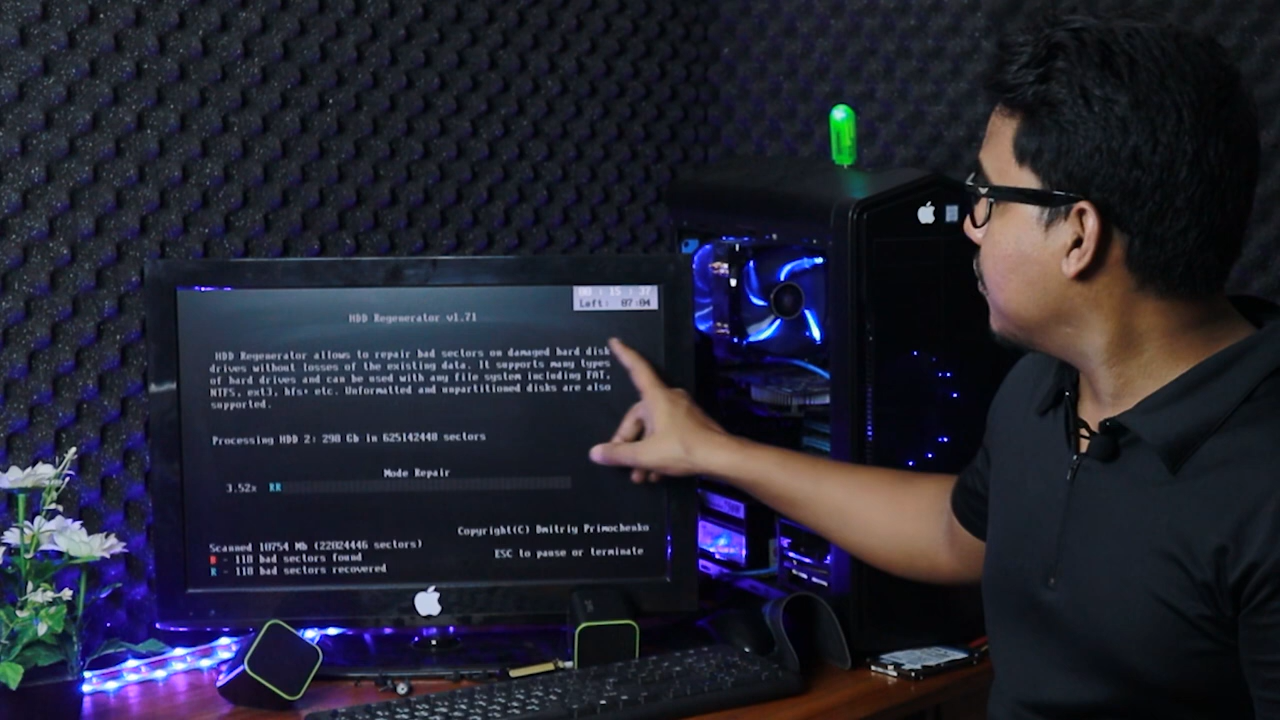 00 : 15 : 37
Left: 07:04
HDD Regenerator v1.71
HDD Regenerator allows to repair bad sectors on damaged hard disk
drives without losses of the existing data. It supports many types
of hard drives and can be used with any file system including FAT,
NTFS, ext3, hfs+ etc. Unformatted and unpartitioned disks are also
supported.
Processing HDD 2: 298 Gb in 625142448 sectors
Mode Repair
3.52% RR
Copyright(C) Dmitriy Primochenko
Scanned 10754 Mb (22024446 sectors)
ESC to pause or terminate
B - 118 bad sectors found
R - 118 bad sectors recovered